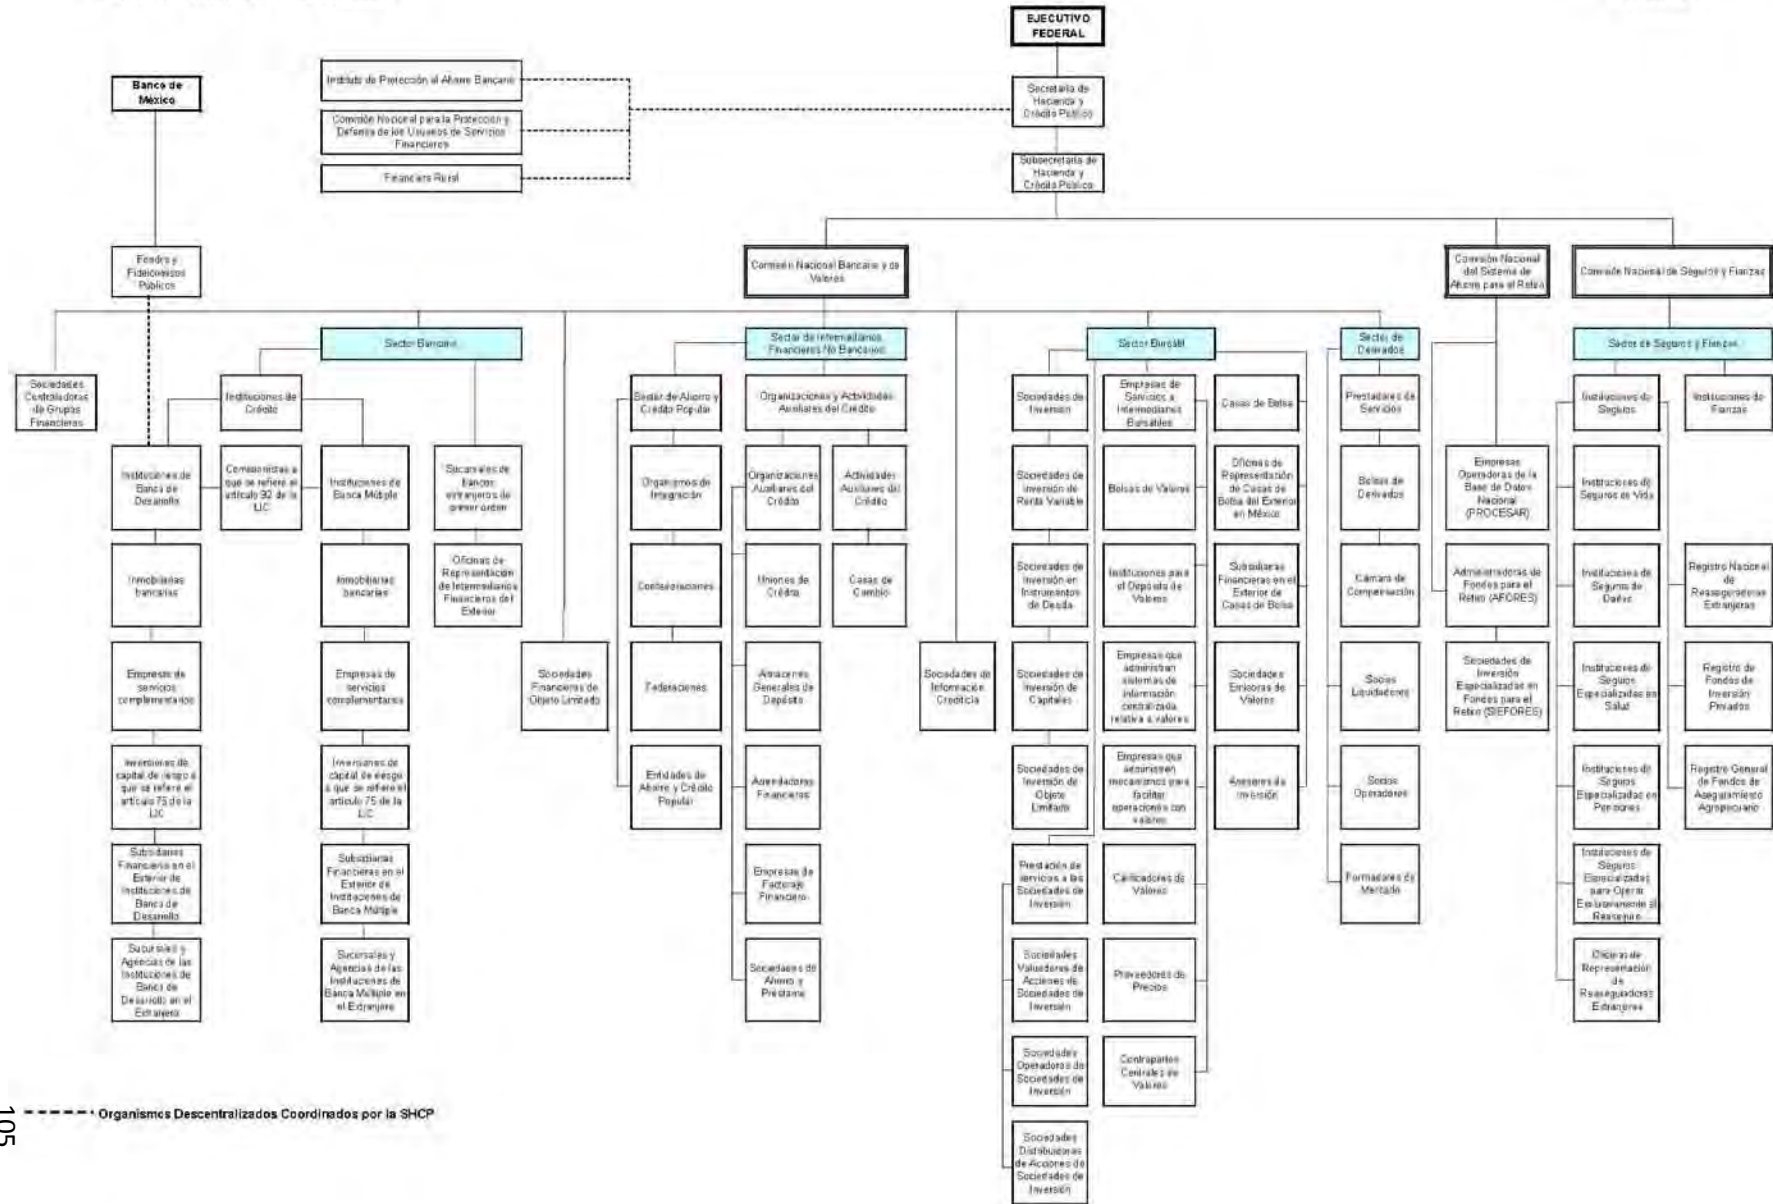 EJECUTIVO
FEDERAL
Banco de
México
Instituto de Protección al Ahorro Bancario
Comisión Nacional para la Protección y
Defensa de los Usuarios de Servicios
Financieros
Financiera Rural
Secretaría de
Hacienda y
Crédito Público
Subsecretaría de
Hacienda y
Crédito Público
Fondos y
Fideicomisos
Públicos
Comisión Nacional Bancaria y de
Valores
Comisión Nacional
del Sistema de
Ahorro para el Retiro
Comisión Nacional de Seguros y Fianzas
Sector Bancario
Sector de Intermediarios
Financieros No Bancarios
Sector Bursátil
Sector de
Derivados
Sector de Seguros y Fianzas
Sociedades
Controladoras
de Grupos
Financieros
Instituciones de
Crédito
Sector de Ahorro y
Crédito Popular
Organizaciones y Actividades
Auxiliares del Crédito
Sociedades de
Inversión
Empresas de
Servicios a
Intermediarios
Bursátiles
Casas de Bolsa
Prestadores de
Servicios
Instituciones de
Seguros
Instituciones de
Fianzas
Instituciones de
Banca de
Desarrollo
Comisionistas a
que se refiere el
artículo 92 de la
LIC
Instituciones de
Banca Múltiple
Sucursales de
bancos
extranjeros de
primer orden
Organismos de
Integración
Organizaciones
Auxiliares del
Crédito
Actividades
Auxiliares del
Crédito
Sociedades de
Inversión de
Renta Variable
Bolsas de Valores
Oficinas de
Representación
de Casas de
Bolsa del Exterior
en México
Bolsas de
Derivados
Empresas
Operadoras de la
Base de Datos
Nacional
(PROCESAR)
Instituciones de
Seguros de Vida
Inmobiliarias
bancarias
Inmobiliarias
bancarias
Oficinas de
Representación
de Intermediarios
Financieros del
Exterior
Confederaciones
Uniones de
Crédito
Casas de
Cambio
Sociedades de
Inversión en
Instrumentos
de Deuda
Instituciones para
el Depósito de
Valores
Subsidiarias
Financieras en el
Exterior de
Casas de Bolsa
Cámara de
Compensación
Administradoras de
Fondos para el
Retiro (AFORES)
Instituciones de
Seguros de
Daños
Registro Nacional
de
Reaseguradoras
Extranjeras
Empresas de
servicios
complementarios
Empresas de
servicios
complementarios
Sociedades
Financieras de
Objeto Limitado
Federaciones
Almacenes
Generales de
Depósito
Sociedades de
Información
Crediticia
Sociedades de
Inversión de
Capitales
Empresas que
administran
sistemas de
información
centralizada
relativa a valores
Sociedades
Emisoras de
Valores
Socios
Liquidadores
Sociedades de
Inversión
Especializadas en
Fondos para el
Retiro (SIEFORES)
Instituciones de
Seguros
Especializadas en
Salud
Registro de
Fondos de
Inversión
Privados
Inversiones de
capital de riesgo a
que se refiere el
artículo 75 de la
LIC
Inversiones de
capital de riesgo
a que se refiere el
artículo 75 de la
LIC
Entidades de
Ahorro y Crédito
Popular
Arrendadoras
Financieras
Sociedades de
Inversión de
Objeto
Limitado
Empresas que
administren
mecanismos para
facilitar
operaciones con
valores
Asesores de
Inversión
Socios
Operadores
Instituciones de
Seguros
Especializadas en
Pensiones
Registro General
de Fondos de
Aseguramiento
Agropecuario
Subsidiarias
Financieras en el
Exterior de
Instituciones de
Banca de
Desarrollo
Subsidiarias
Financieras en el
Exterior de
Instituciones de
Banca Múltiple
Empresas de
Factoraje
Financiero
Prestación de
servicios a las
Sociedades de
Inversión
Calificadoras de
Valores
Formadores de
Mercado
Instituciones de
Seguros
Especializadas
para Operar
Exclusivamente el
Reaseguro
Sucursales y
Agencias de las
Instituciones de
Banca de
Desarrollo en el
Extranjero
Sucursales y
Agencias de las
Instituciones de
Banca Múltiple en
el Extranjero
Sociedades de
Ahorro y
Préstamo
Sociedades
Valuadoras de
Acciones de
Sociedades de
Inversión
Proveedores de
Precios
Oficinas de
Representación
de
Reaseguradoras
Extranjeras
Sociedades
Operadoras de
Sociedades de
Inversión
Contrapartes
Centrales de
Valores
Sociedades
Distribuidoras
de Acciones de
Sociedades de
Inversión
Organismos Descentralizados Coordinados por la SHCP
105